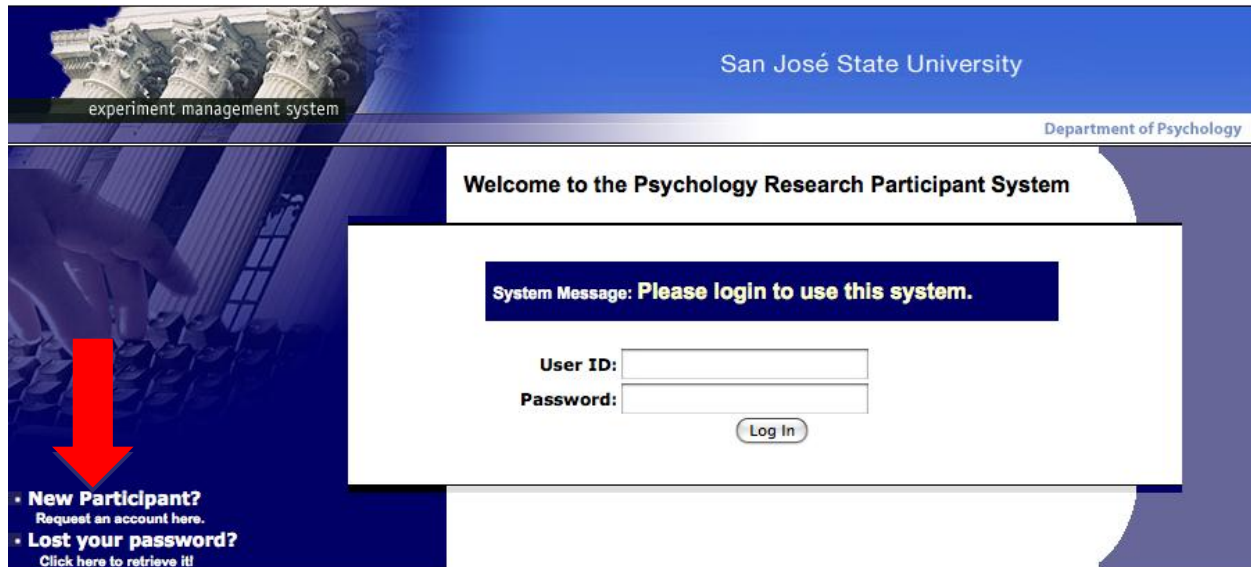 San José State University
experiment management system
Department of Psychology
Welcome to the Psychology Research Participant System
System Message: Please login to use this system.
User ID:
Password:
Log In
New Participant?
Request an account here.
Lost your password?
Click here to retrieve it!